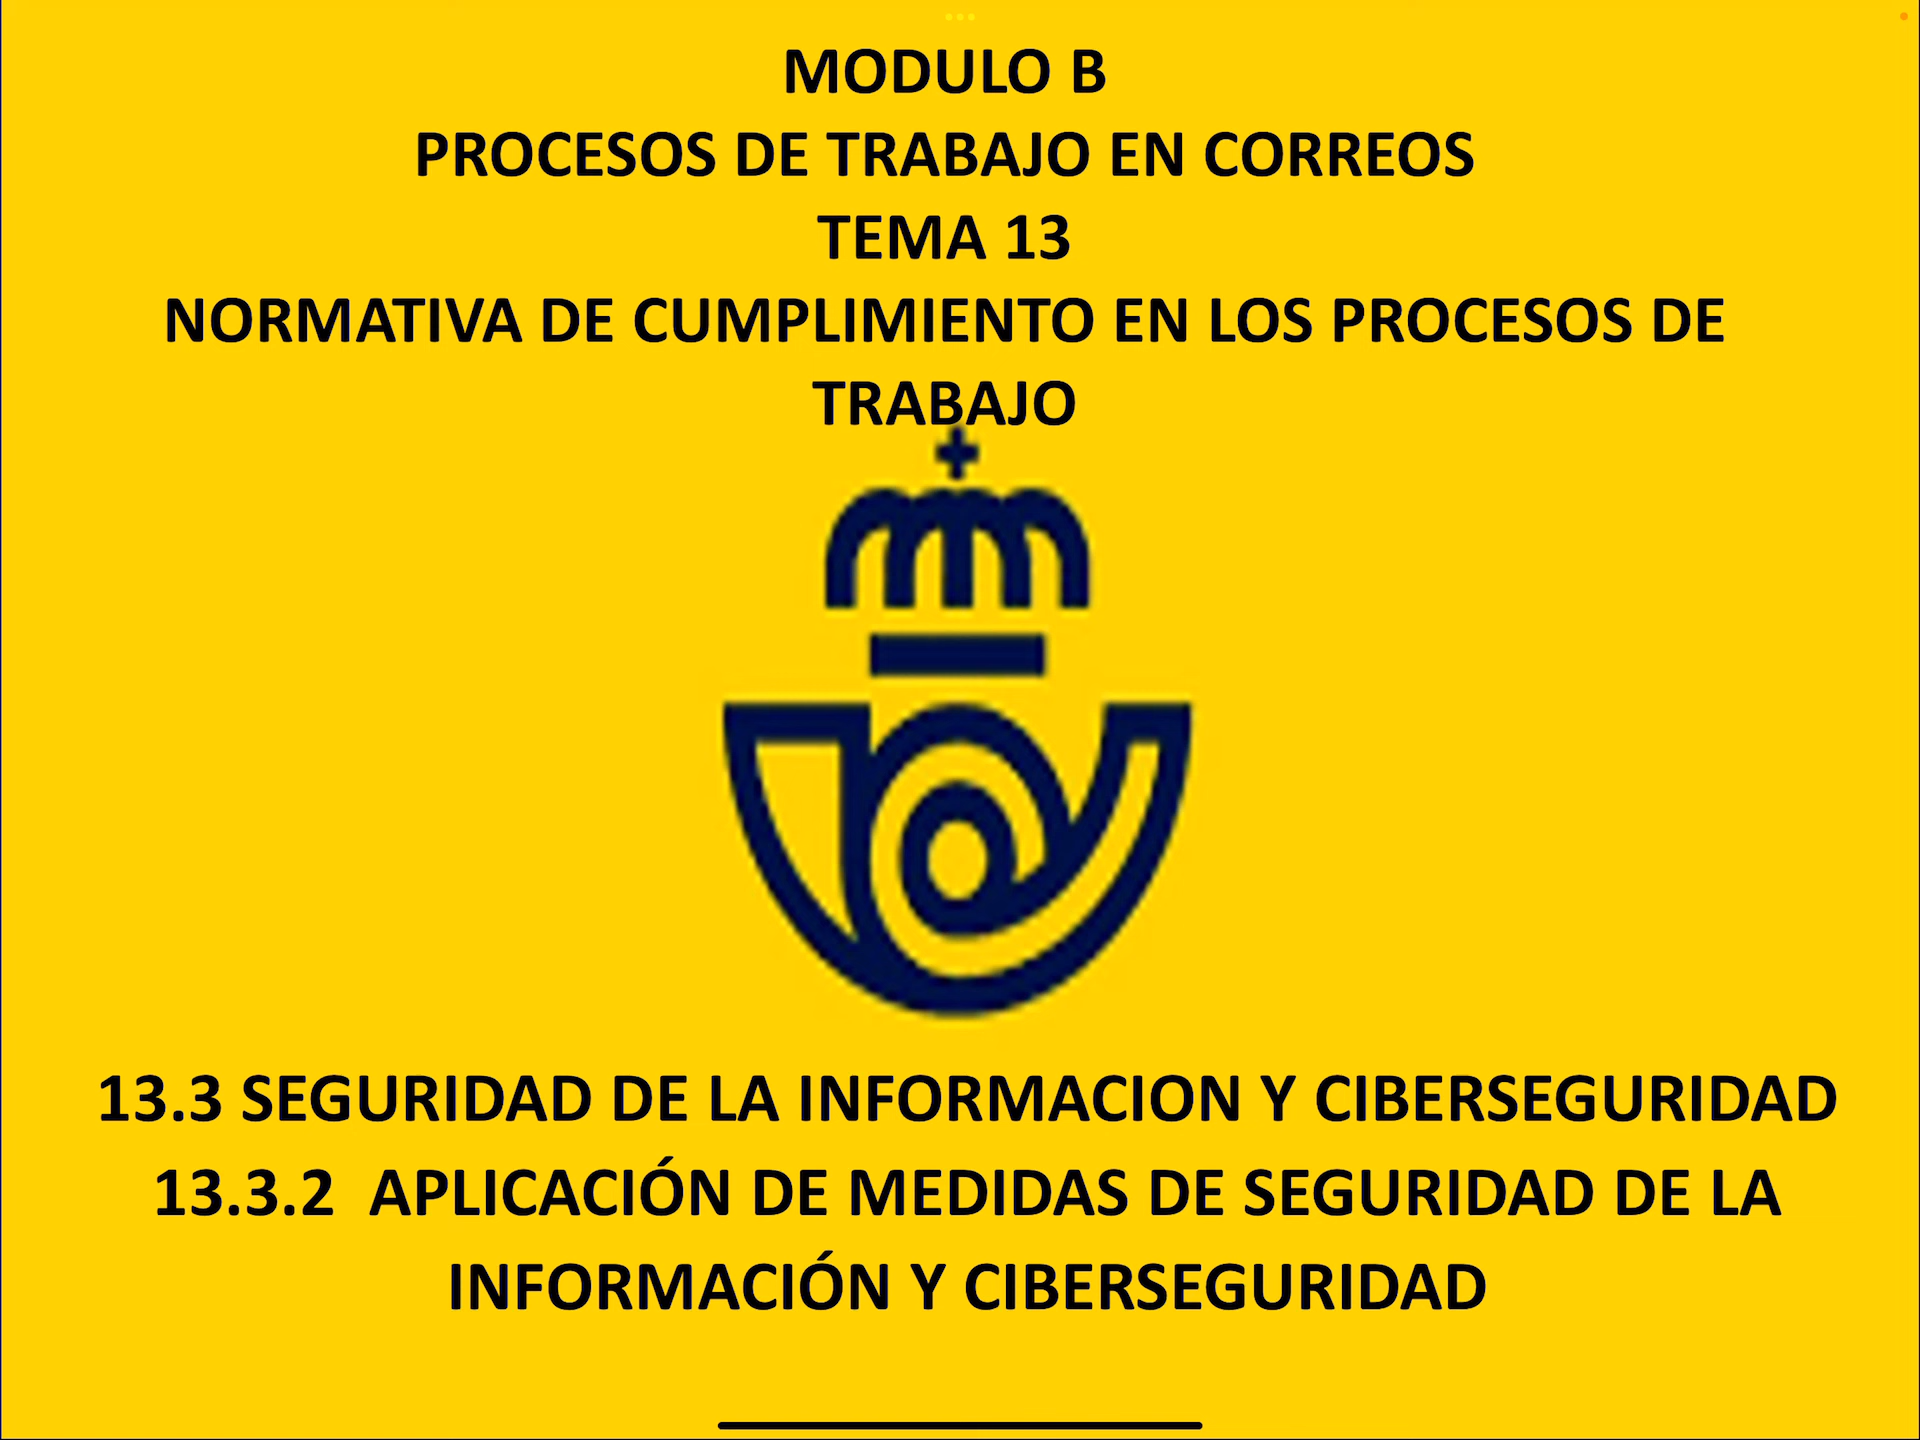 MODULO B
PROCESOS DE TRABAJO EN CORREOS
TEMA 13
NORMATIVA DE CUMPLIMIENTO EN LOS PROCESOS DE
TRABAJO
13.3 SEGURIDAD DE LA INFORMACION Y CIBERSEGURIDAD
13.3.2 APLICACIÓN DE MEDIDAS DE SEGURIDAD DE LA
INFORMACIÓN Y CIBERSEGURIDAD